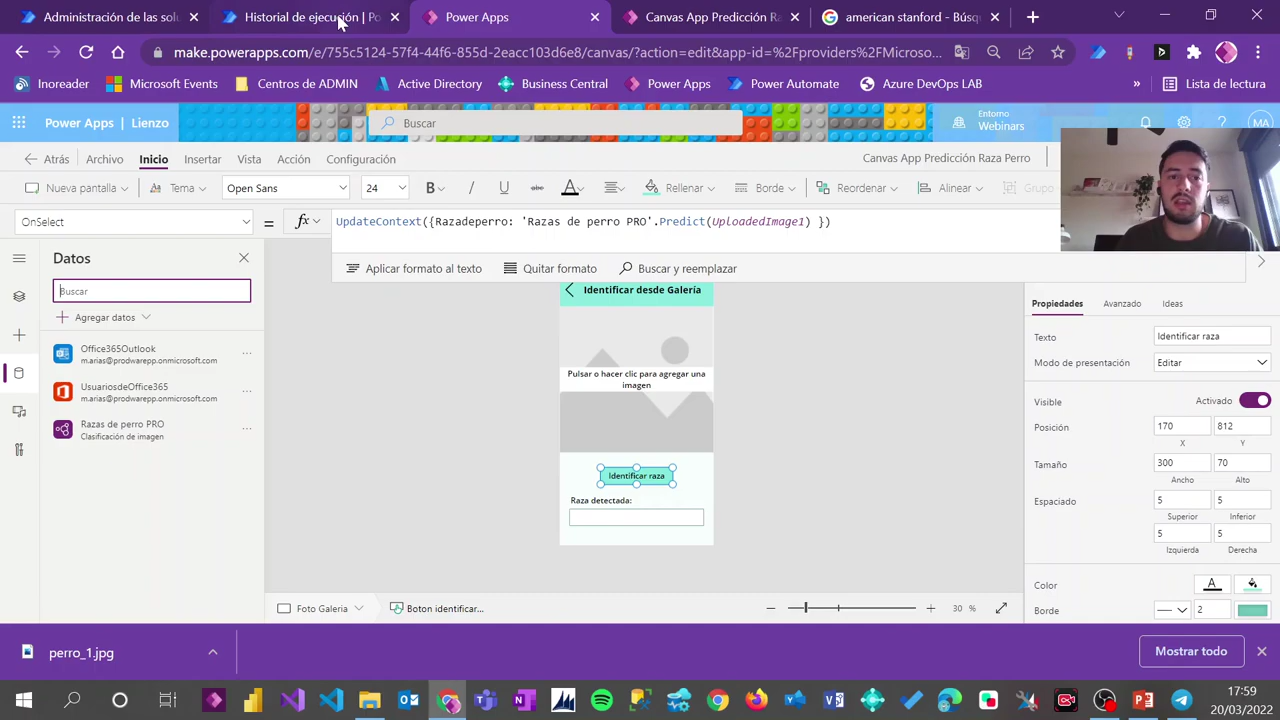 Administración de las solu
Historial de ejecución | Po
Power Apps
Canvas App Predicción Ra
american stanford - Búsq
make.powerapps.com/e/755c5124-57f4-44f6-855d-2eacc103d6e8/canvas/?action=edit&app-id=%2Fproviders%2FMicroso...
Inoreader
Microsoft Events
Centros de ADMIN
Active Directory
Business Central
Power Apps
Power Automate
Azure DevOps LAB
»
Lista de lectura
Power Apps | Lienzo
Buscar
Entorno
Webinars
MA
Atrás
Archivo
Inicio
Insertar
Vista
Acción
Configuración
Canvas App Predicción Raza Perro
Nueva pantalla
Tema
Open Sans
24
B
I
U
abc
A
Rellenar
Borde
Reordenar
Alinear
Grupo
OnSelect
=
fx
UpdateContext({Razadeperro: 'Razas de perro PRO'.Predict(UploadedImage1) })
Datos
Aplicar formato al texto
Quitar formato
Buscar y reemplazar
Buscar
Agregar datos
Office365Outlook
m.arias@prodwarepp.onmicrosoft.com
UsuariosdeOffice365
m.arias@prodwarepp.onmicrosoft.com
Razas de perro PRO
Clasificación de imagen
Identificar desde Galería
Pulsar o hacer clic para agregar una
imagen
Identificar raza
Raza detectada:
Propiedades
Avanzado
Ideas
Texto
Identificar raza
Modo de presentación
Editar
Visible
Activado
Posición
170
812
X
Y
Tamaño
300
70
Ancho
Alto
Espaciado
5
5
Superior
Inferior
5
5
Izquierda
Derecha
Color
A
Borde
2
Foto Galeria
Boton identificar...
30 %
perro_1.jpg
Mostrar todo
17:59
20/03/2022